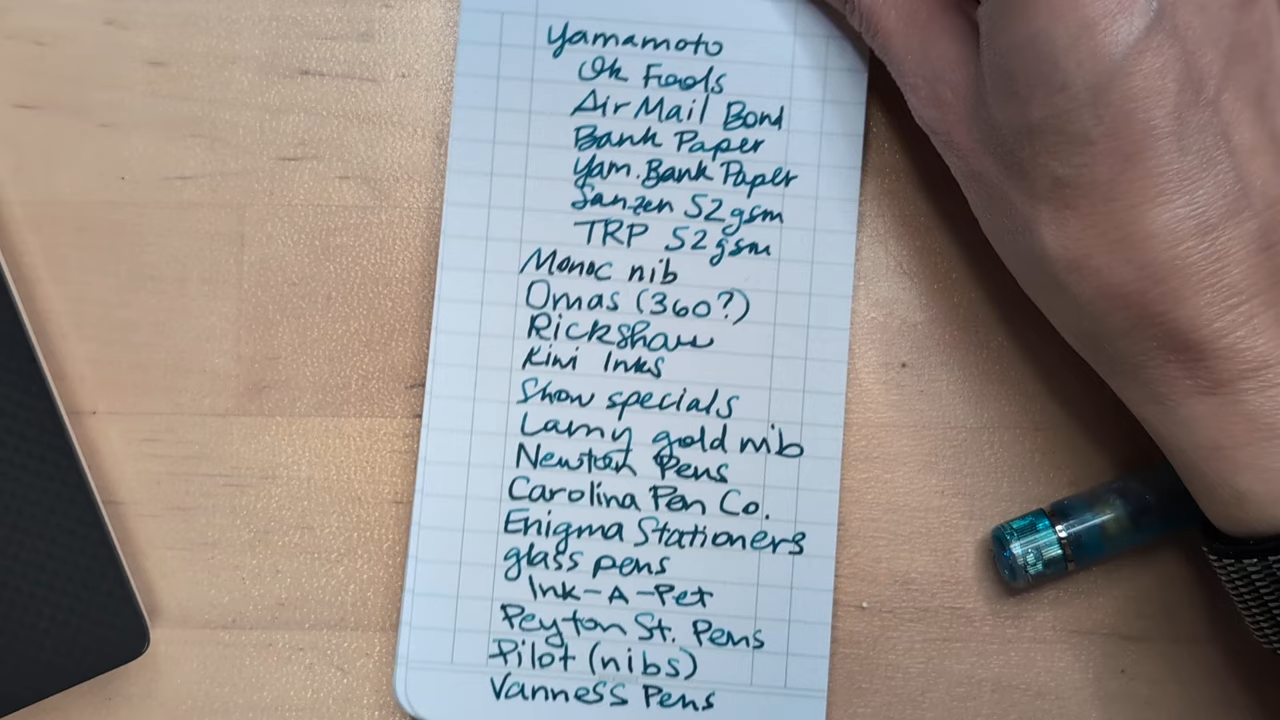 Yamamoto
Ok Fools
Air Mail Bond
Bank Paper
Yam. Bank Paper
Sanzen 52gsm
TRP 52gsm
Monoc nib
Omas (360?)
Rickshaw
Kiwi Inks
Show specials
Lamy gold nib
Newton Pens
Carolina Pen Co.
Enigma Stationers
glass pens
Ink-A-Pet
Peyton St. Pens
Pilot (nibs)
Vanness Pens